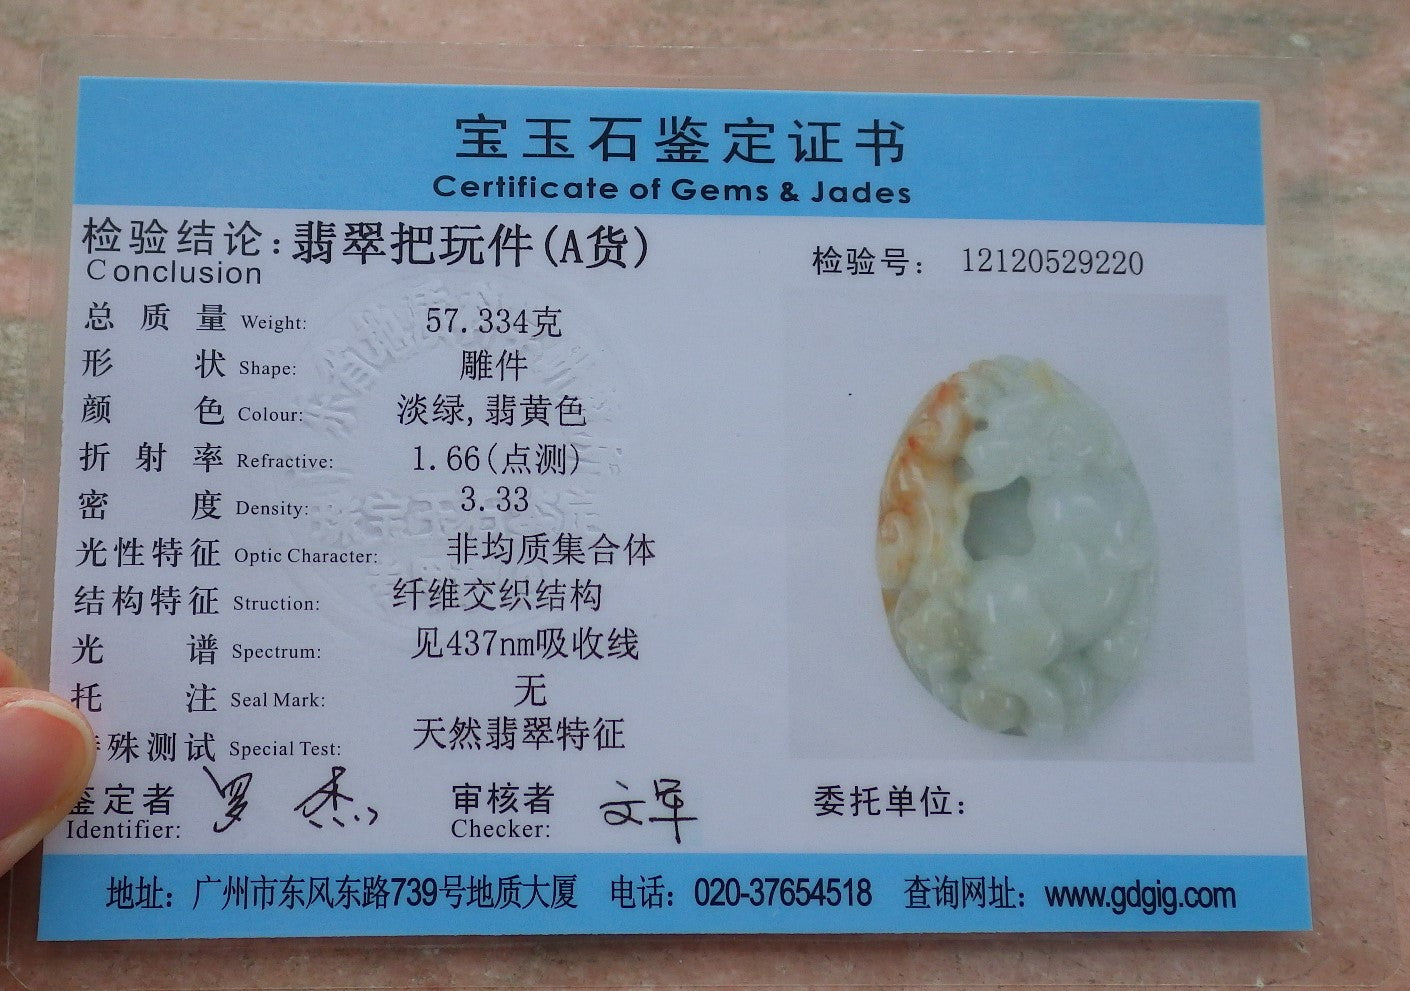 宝玉石鉴定证书
Certificate of Gems & Jades
检验结论:翡翠把玩件(A货)
Conclusion
检验号: 12120529220
总质量 Weight: 57.334克
形状 Shape: 雕件
颜色 Colour: 淡绿,翡黄色
折射率 Refractive: 1.66(点测)
密度 Density: 3.33
光性特征 Optic Character: 非均质集合体
结构特征 Struction: 纤维交织结构
光谱 Spectrum: 见437nm吸收线
托注 Seal Mark: 无
殊测试 Special Test: 天然翡翠特征
鉴定者 罗杰 审核者 文军 委托单位:
Identifier: Checker:
地址:广州市东风东路739号地质大厦 电话:020-37654518 查询网址:www.gdgig.com